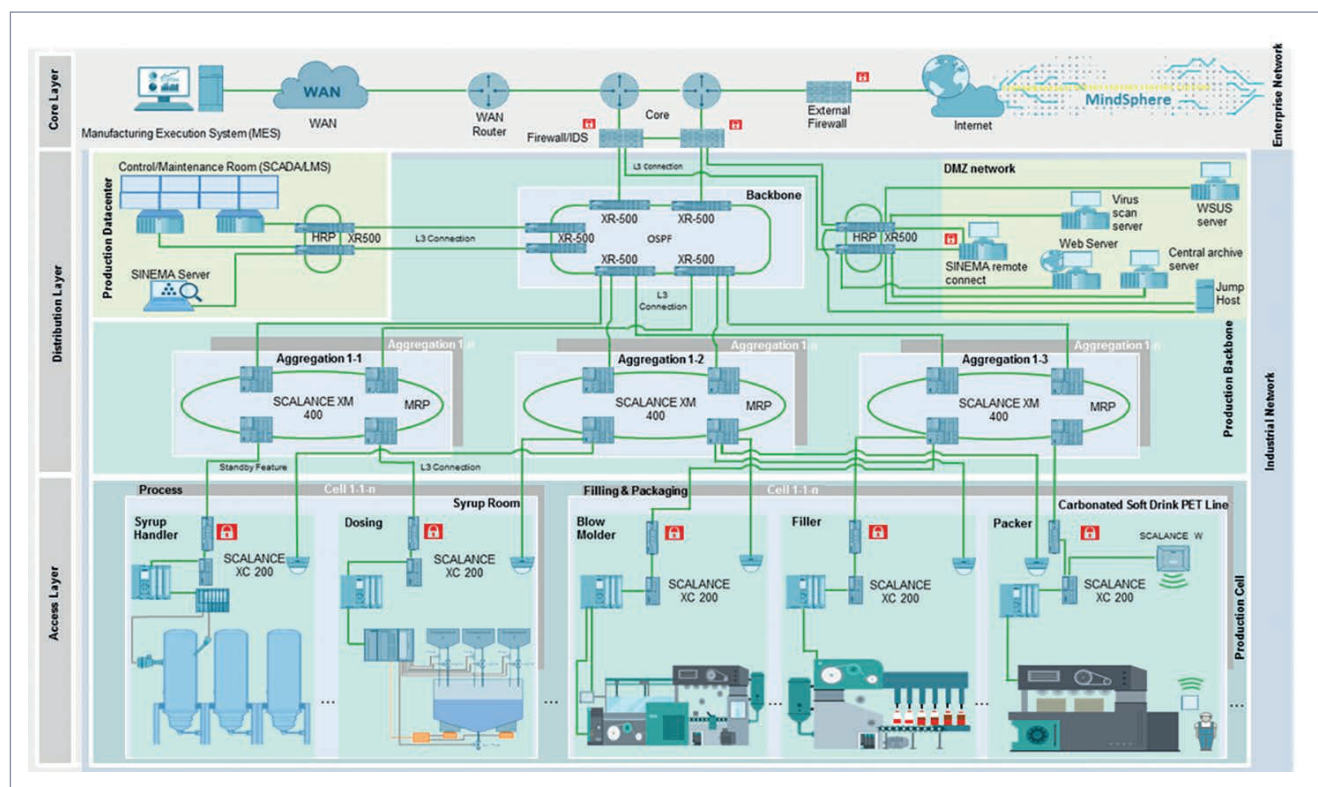 Core Layer
Manufacturing Execution System (MES)
WAN
WAN
WAN
Router
Core
Firewall/IDS
External
Firewall
Internet
MindSphere
Enterprise Network
Distribution Layer
Production Datacenter
Control/Maintenance Room (SCADA/LMS)
HRP
XR500
SINEMA Server
L3 Connection
L3 Connection
Backbone
XR-500
XR-500
XR-500
OSPF
XR-500
XR-500
L3
Connection
DMZ network
HRP
XR500
Virus
scan
server
WSUS
server
Web Server
SINEMA remote
connect
Central archive
server
Jump
Host
Aggregation 1-n
Aggregation 1-1
SCALANCE XM
400
MRP
Aggregation 1-n
Aggregation 1-2
SCALANCE XM
400
MRP
Aggregation 1-n
Aggregation 1-3
SCALANCE XM
400
MRP
Production Backbone
Industrial Network
Standby Feature
L3 Connection
Access Layer
Process
Cell 1-1-n
Syrup Room
Syrup
Handler
SCALANCE
XC 200
...
Dosing
SCALANCE
XC 200
...
Filling & Packaging
Cell 1-1-n
Carbonated Soft Drink PET Line
Blow
Molder
SCALANCE
XC 200
...
Filler
SCALANCE
XC 200
...
Packer
SCALANCE W
SCALANCE
XC 200
...
Production Cell